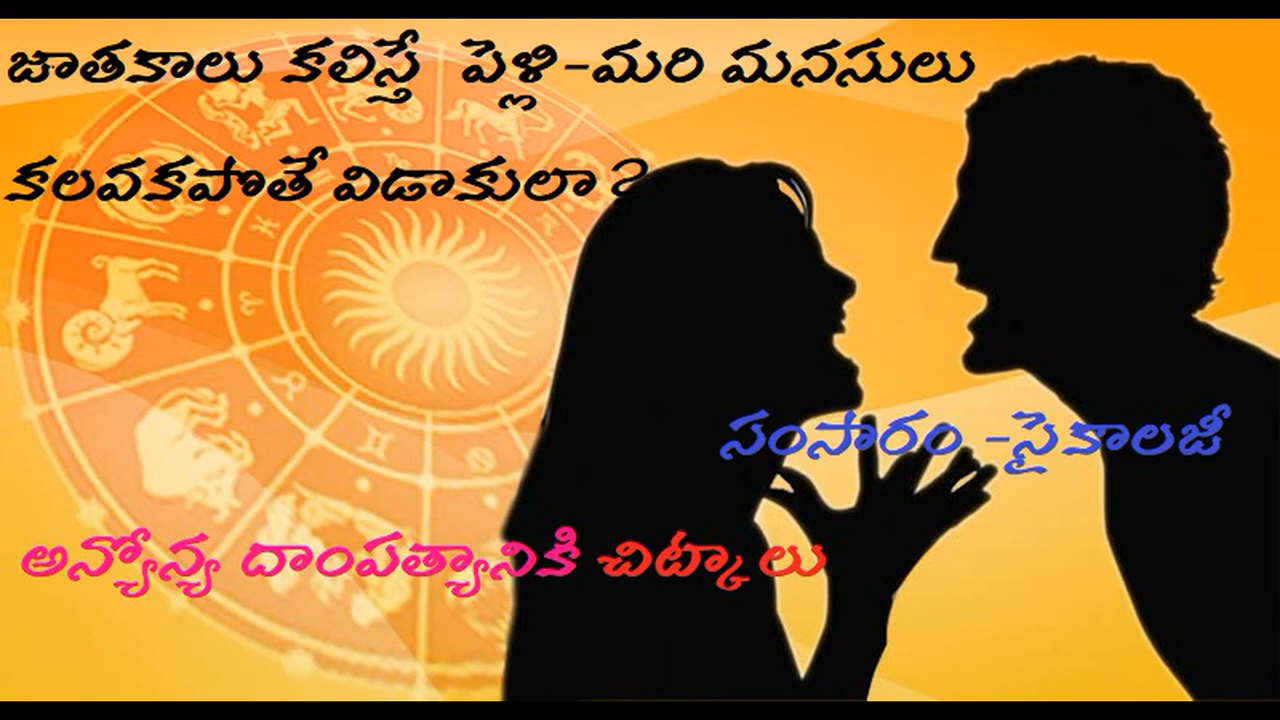 జాతకాలు కలిస్తే పెళ్లి-మరి మనసులు
కలవకపొతే విడాకులా ?
సంసారం -సైకాలజీ
అన్యోన్య దాంపత్యానికి చిట్కాలు